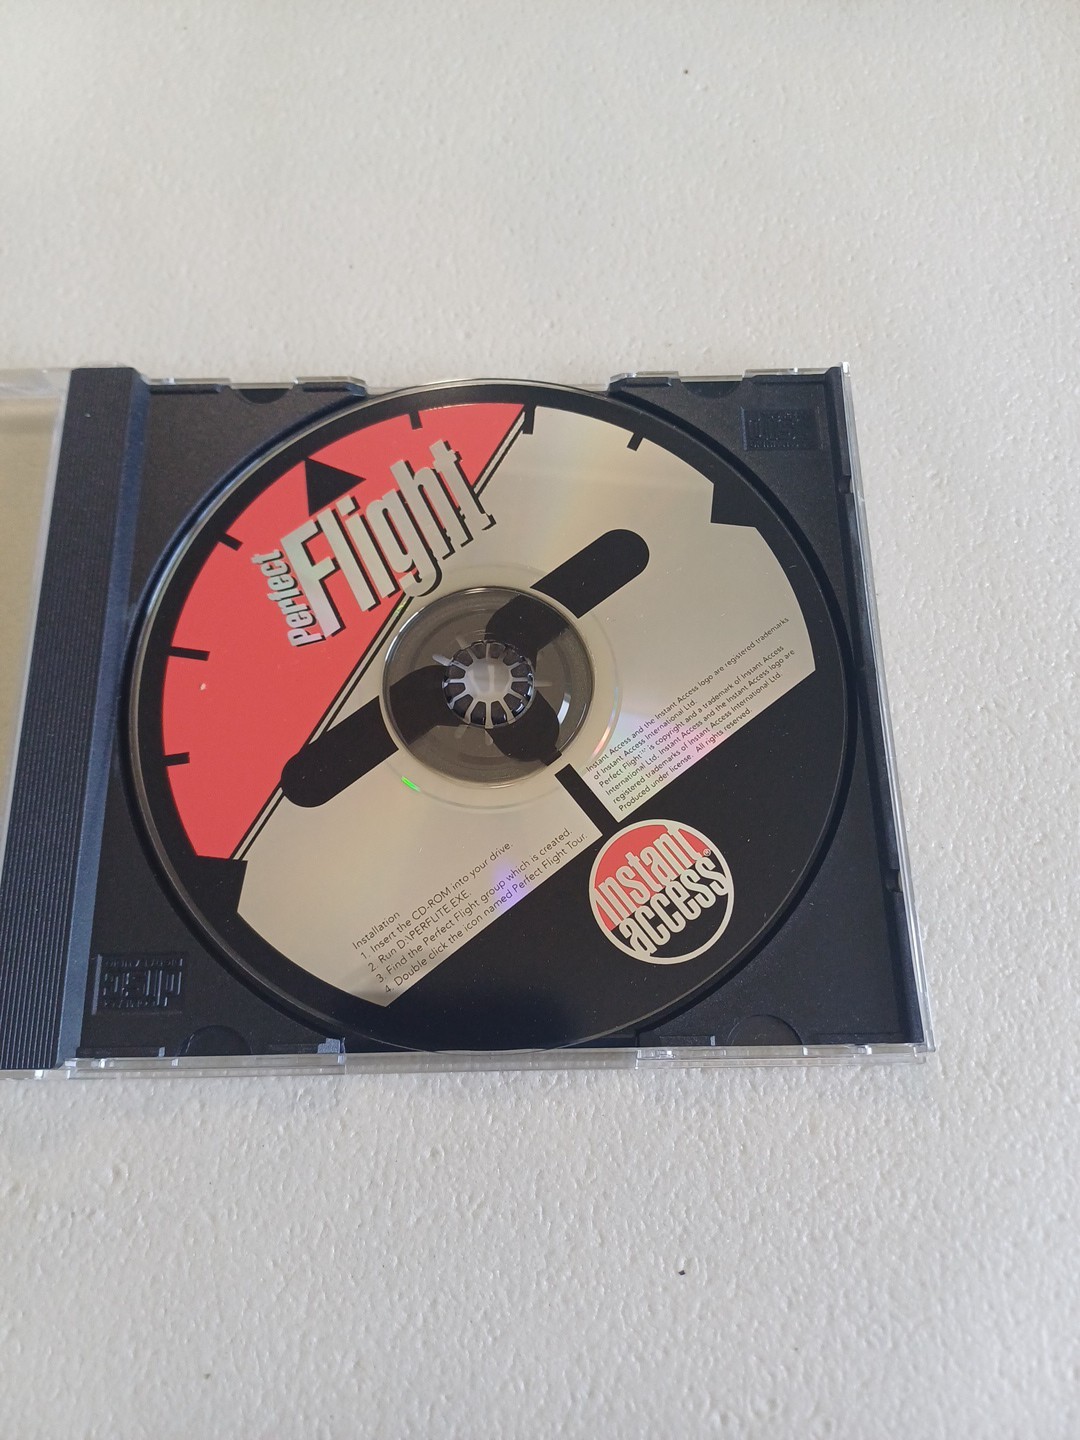 Perfect
Flight
Instant Access and the Instant Access logo are registered trademarks
of Instant Access International Ltd.
Perfect Flight™ is copyright and a trademark of Instant Access
International Ltd. Instant Access and the Instant Access logo are
registered trademarks of Instant Access International Ltd.
Produced under license. All rights reserved.
Installation
1. Insert the CD-ROM into your drive.
2. Run D:\PERFLITE.EXE.
3. Find the Perfect Flight group which is created.
4. Double click the icon named Perfect Flight Tour.
instant
access®